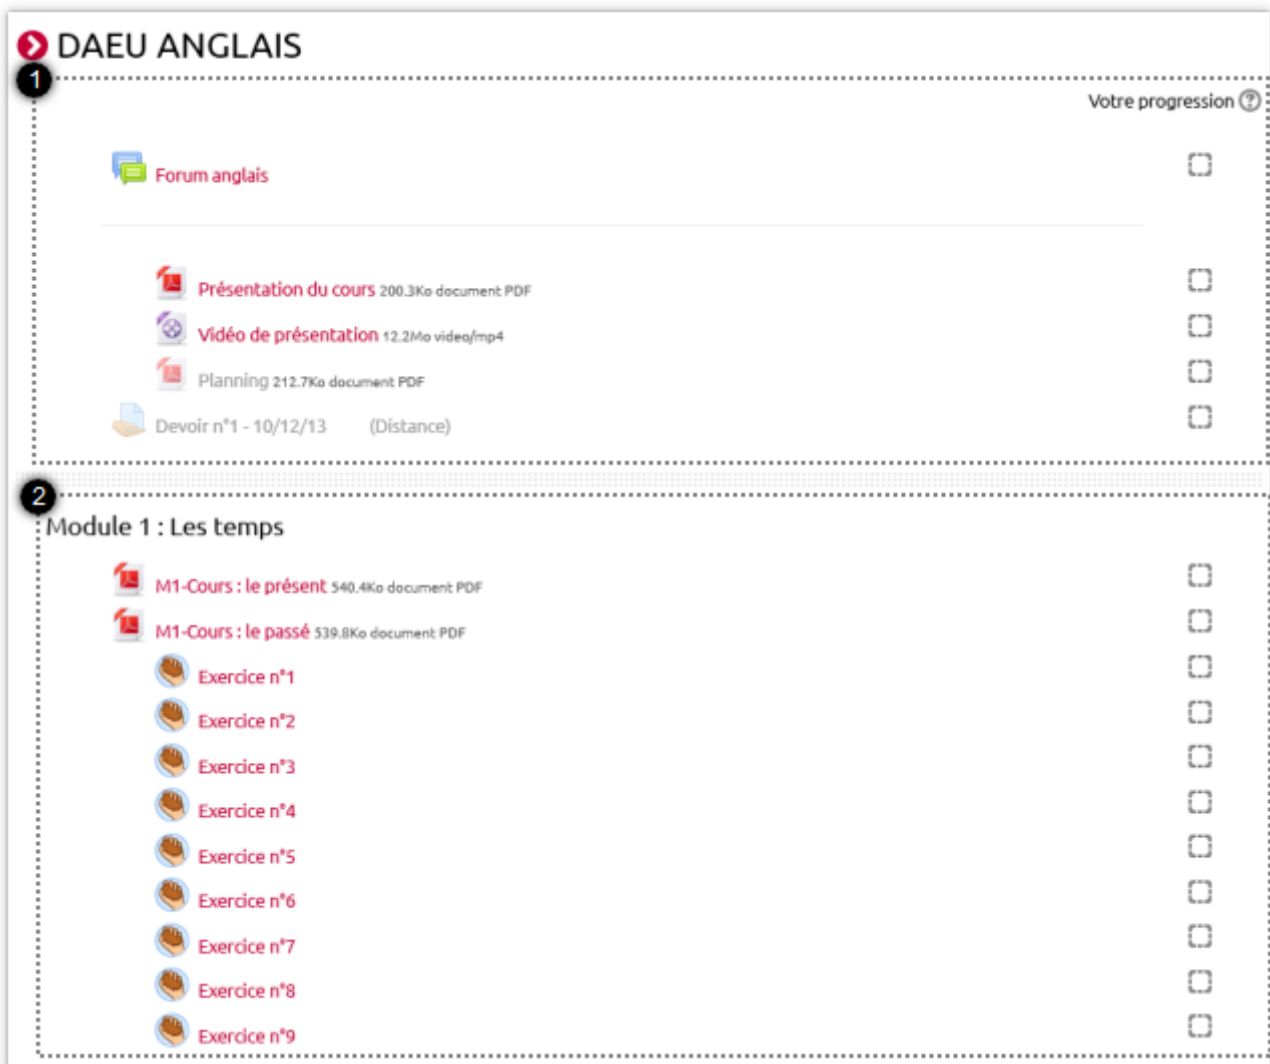 DAEU ANGLAIS
1
Votre progression ?
Forum anglais
Présentation du cours 200.3Ko document PDF
Vidéo de présentation 12.2Mo video/mp4
Planning 212.7Ko document PDF
Devoir n°1 - 10/12/13 (Distance)
2
Module 1 : Les temps
M1-Cours : le présent 540.4Ko document PDF
M1-Cours : le passé 539.8Ko document PDF
Exercice n°1
Exercice n°2
Exercice n°3
Exercice n°4
Exercice n°5
Exercice n°6
Exercice n°7
Exercice n°8
Exercice n°9